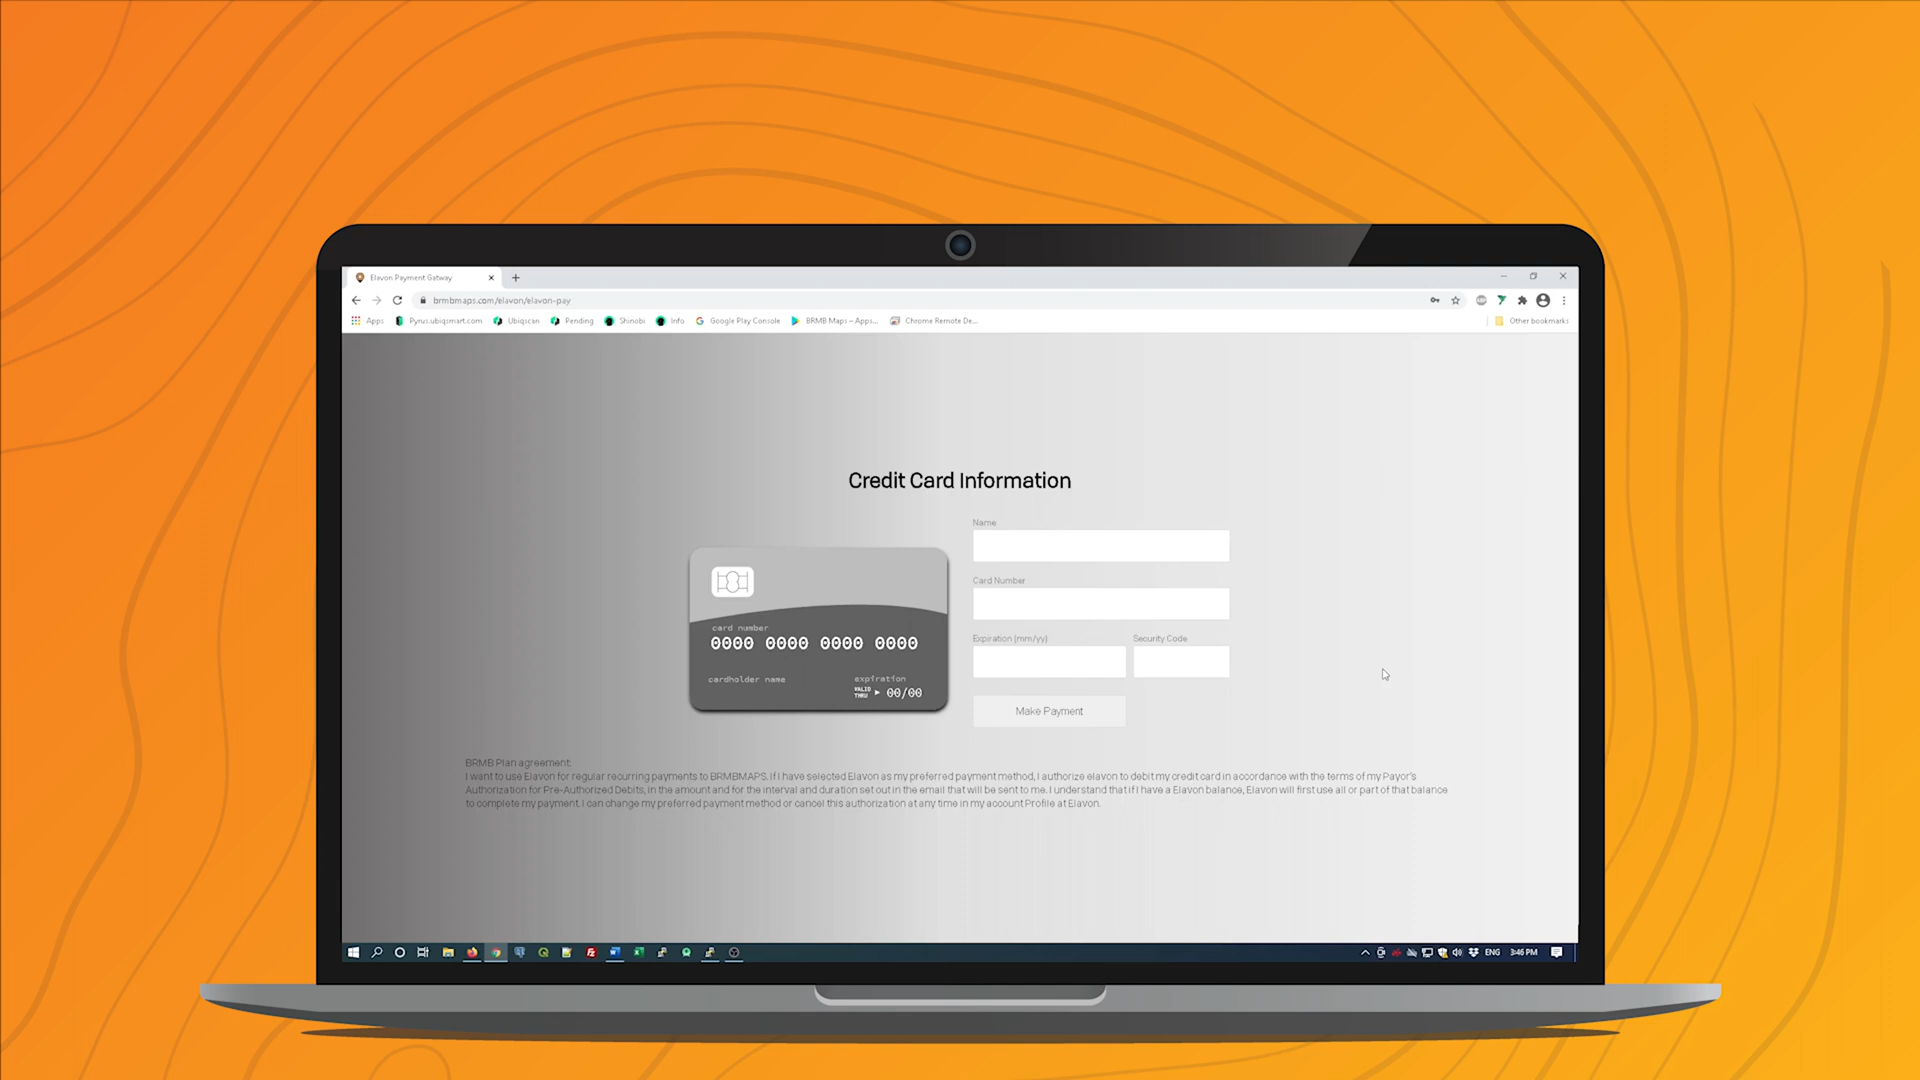 Elavon Payment Gatway
brmbmaps.com/elavon/elavon-pay
Apps Pyrus.ubiqsmart.com Ubiqscan Pending Shinobi Info Google Play Console BRMB Maps – Apps... Chrome Remote De... Other bookmarks
Credit Card Information
Name
Card Number
card number
0000 0000 0000 0000
Expiration (mm/yy) Security Code
cardholder name expiration
VALID THRU 00/00
Make Payment
BRMB Plan agreement.
I want to use Elavon for regular recurring payments to BRMBMAPS. If I have selected Elavon as my preferred payment method, I authorize elavon to debit my credit card in accordance with the terms of my Payor's
Authorization for Pre-Authorized Debits, in the amount and for the interval and duration set out in the email that will be sent to me. I understand that if I have a Elavon balance, Elavon will first use all or part of that balance
to complete my payment. I can change my preferred payment method or cancel this authorization at any time in my account Profile at Elavon.
ENG 3:46 PM